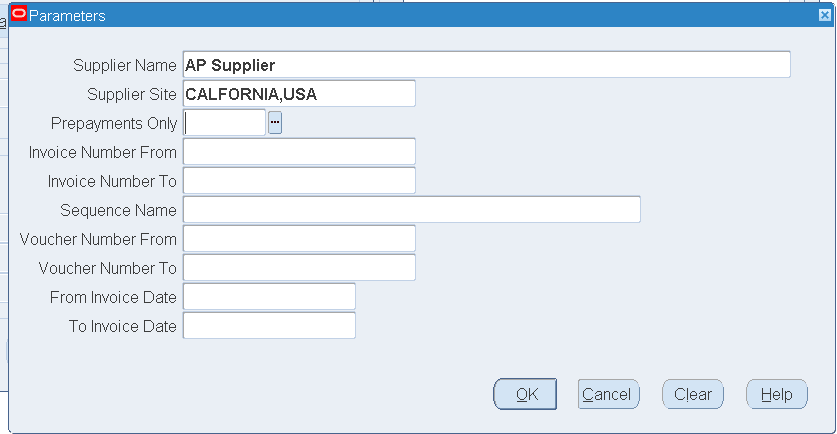 Parameters
Supplier Name AP Supplier
Supplier Site CALFORNIA,USA
Prepayments Only ...
Invoice Number From
Invoice Number To
Sequence Name
Voucher Number From
Voucher Number To
From Invoice Date
To Invoice Date
OK Cancel Clear Help